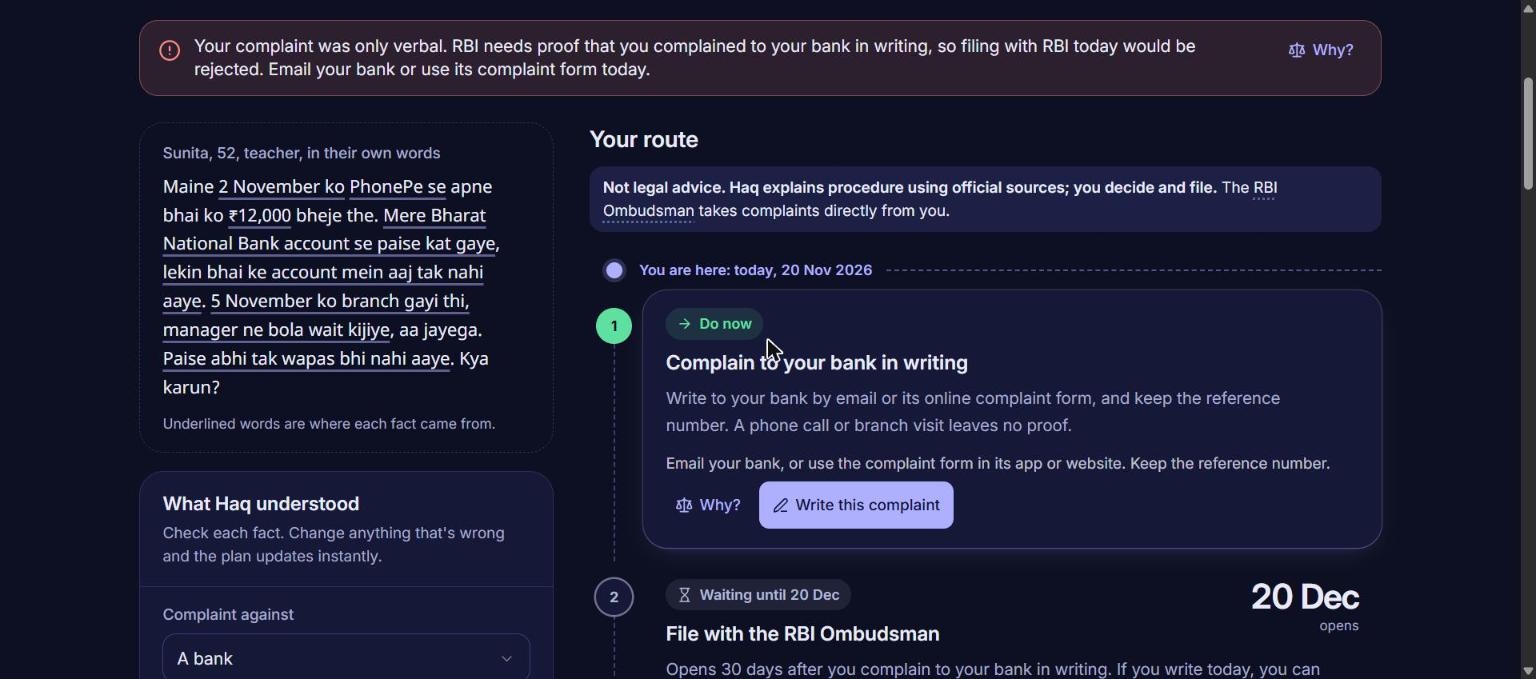 Your complaint was only verbal. RBI needs proof that you complained to your bank in writing, so filing with RBI today would be
rejected. Email your bank or use its complaint form today.
Why?
Sunita, 52, teacher, in their own words
Maine 2 November ko PhonePe se apne
bhai ko ₹12,000 bheje the. Mere Bharat
National Bank account se paise kat gaye,
lekin bhai ke account mein aaj tak nahi
aaye. 5 November ko branch gayi thi,
manager ne bola wait kijiye, aa jayega.
Paise abhi tak wapas bhi nahi aaye. Kya
karun?
Underlined words are where each fact came from.
What Haq understood
Check each fact. Change anything that's wrong
and the plan updates instantly.
Complaint against
A bank
Your route
Not legal advice. Haq explains procedure using official sources; you decide and file. The RBI
Ombudsman takes complaints directly from you.
You are here: today, 20 Nov 2026
1
Do now
Complain to your bank in writing
Write to your bank by email or its online complaint form, and keep the reference
number. A phone call or branch visit leaves no proof.
Email your bank, or use the complaint form in its app or website. Keep the reference number.
Why?
Write this complaint
2
Waiting until 20 Dec
20 Dec
opens
File with the RBI Ombudsman
Opens 30 days after you complain to your bank in writing. If you write today, you can